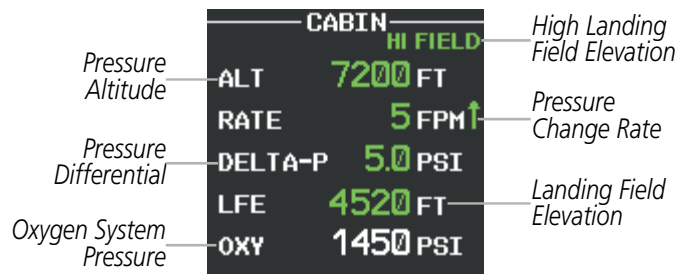 CABIN
HI FIELD
High Landing
Field Elevation
Pressure
Altitude
ALT 7200 FT
RATE 5 FPM↑
Pressure
Change Rate
Pressure
Differential
DELTA-P 5.0 PSI
LFE 4520 FT
Landing Field
Elevation
Oxygen System
Pressure
OXY 1450 PSI